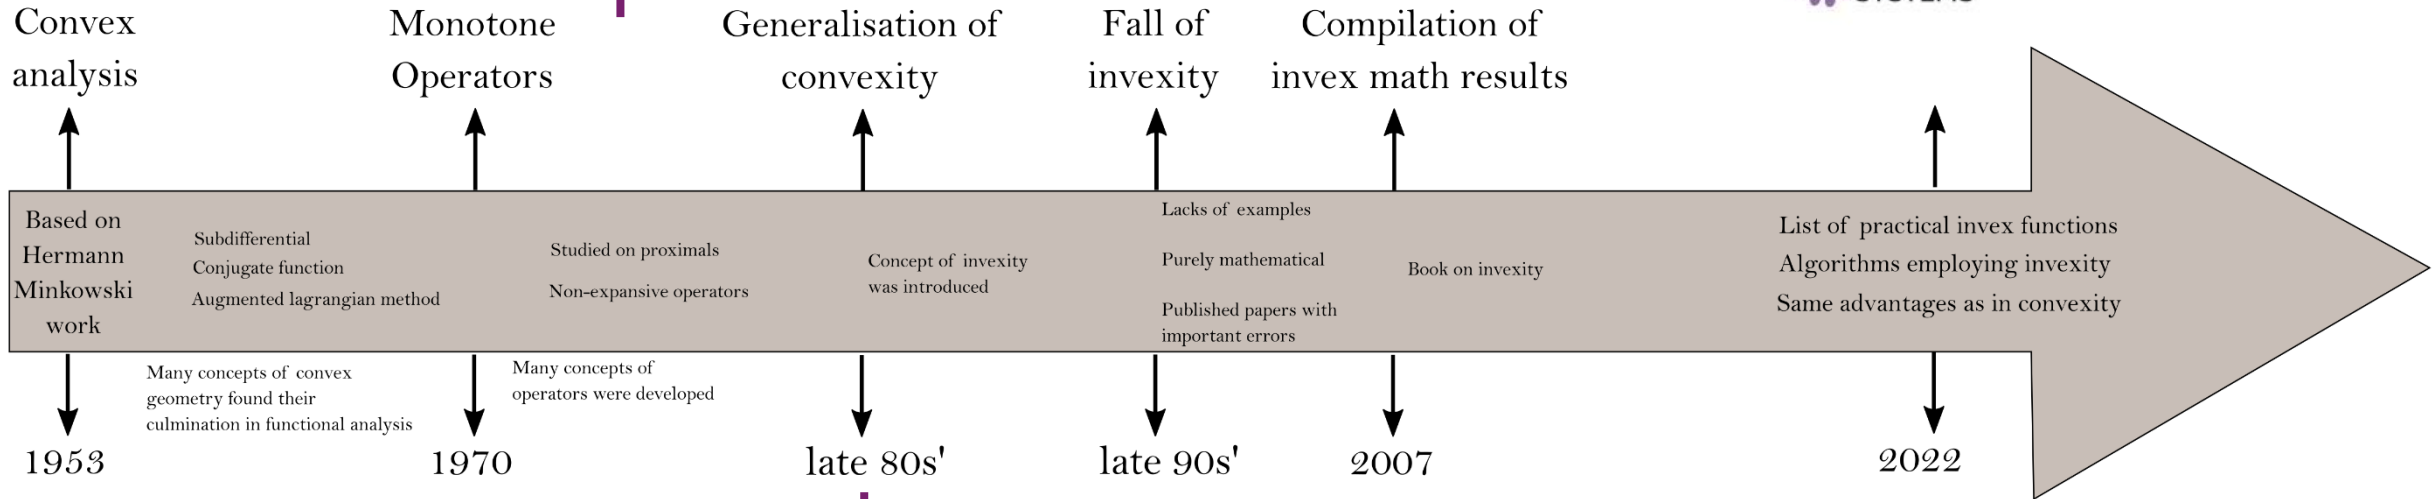 Convex
analysis
Monotone
Operators
Generalisation of
convexity
Fall of
invexity
Compilation of
invex math results
Based on
Hermann
Minkowski
work
Subdifferential
Conjugate function
Augmented lagrangian method
Studied on proximals
Non-expansive operators
Concept of invexity
was introduced
Lacks of examples
Purely mathematical
Published papers with
important errors
Book on invexity
List of practical invex functions
Algorithms employing invexity
Same advantages as in convexity
Many concepts of convex
geometry found their
culmination in functional analysis
Many concepts of
operators were developed
1953
1970
late 80s'
late 90s'
2007
2022